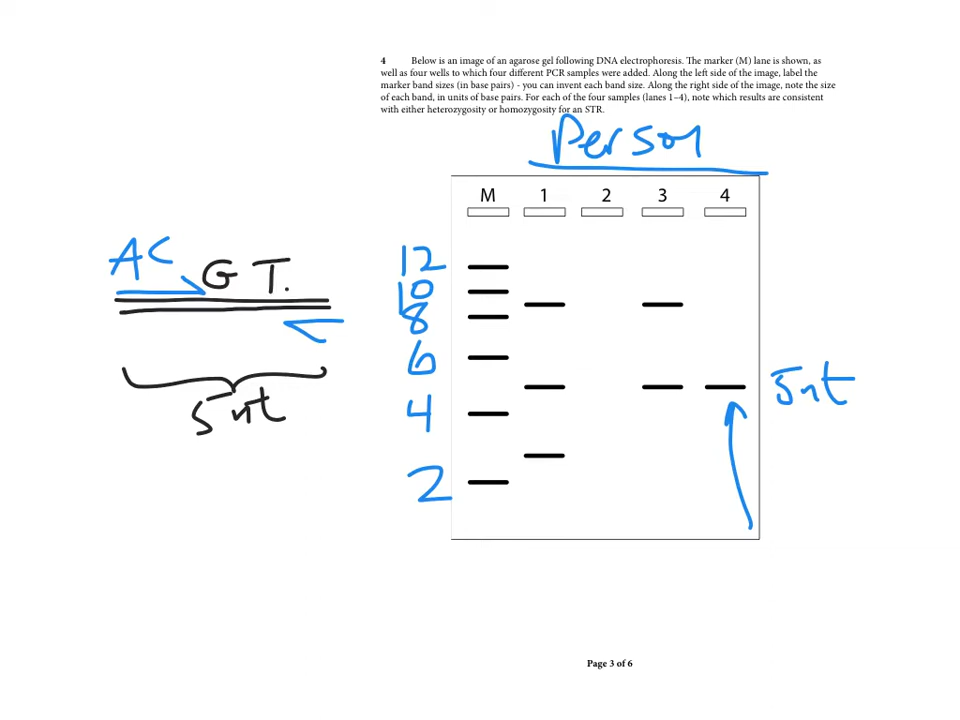 4 Below is an image of an agarose gel following DNA electrophoresis. The marker (M) lane is shown, as
well as four wells to which four different PCR samples were added. Along the left side of the image, label the
marker band sizes (in base pairs) - you can invent each band size. Along the right side of the image, note the size
of each band, in units of base pairs. For each of the four samples (lanes 1–4), note which results are consistent
with either heterozygosity or homozygosity for an STR.
Person
M 1 2 3 4
AC
G T.
12
10
8
6
4
2
5nt
5nt
Page 3 of 6